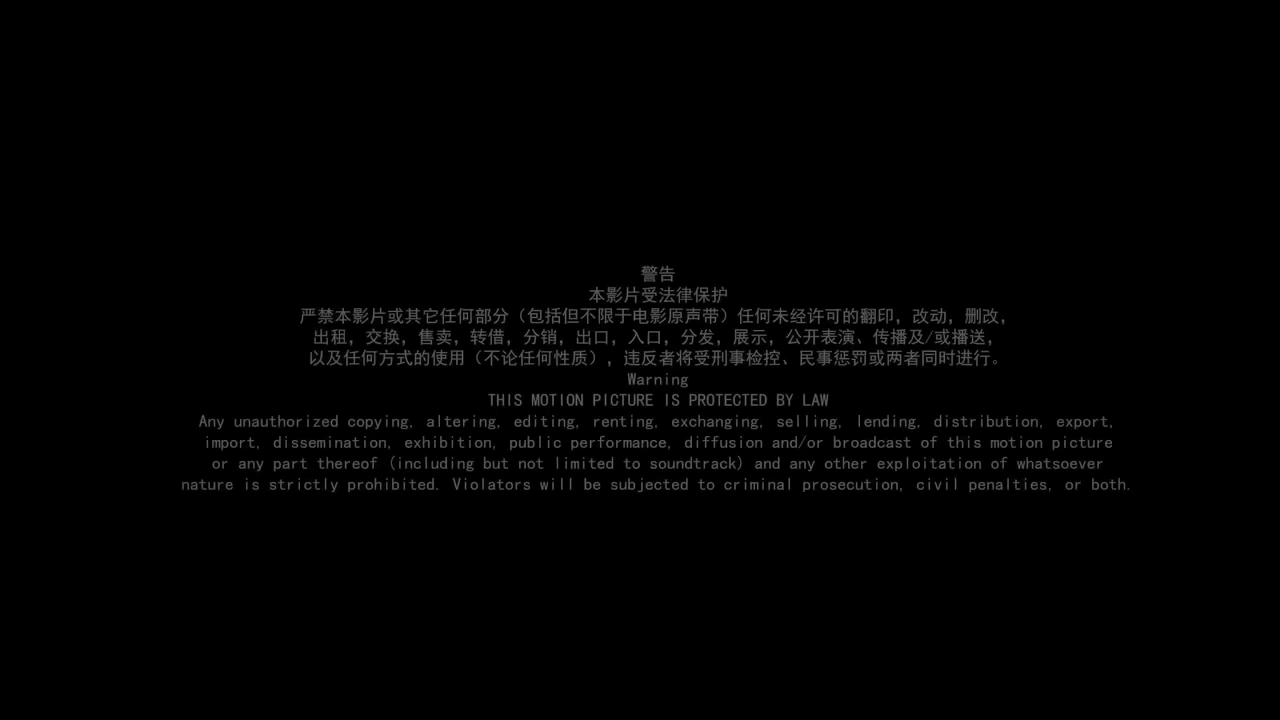 警告
本影片受法律保护
严禁本影片或其它任何部分（包括但不限于电影原声带）任何未经许可的翻印，改动，删改，
出租，交换，售卖，转借，分销，出口，入口，分发，展示，公开表演、传播及/或播送，
以及任何方式的使用（不论任何性质），违反者将受刑事检控、民事惩罚或两者同时进行。
Warning
THIS MOTION PICTURE IS PROTECTED BY LAW
Any unauthorized copying, altering, editing, renting, exchanging, selling, lending, distribution, export,
import, dissemination, exhibition, public performance, diffusion and/or broadcast of this motion picture
or any part thereof (including but not limited to soundtrack) and any other exploitation of whatsoever
nature is strictly prohibited. Violators will be subjected to criminal prosecution, civil penalties, or both.